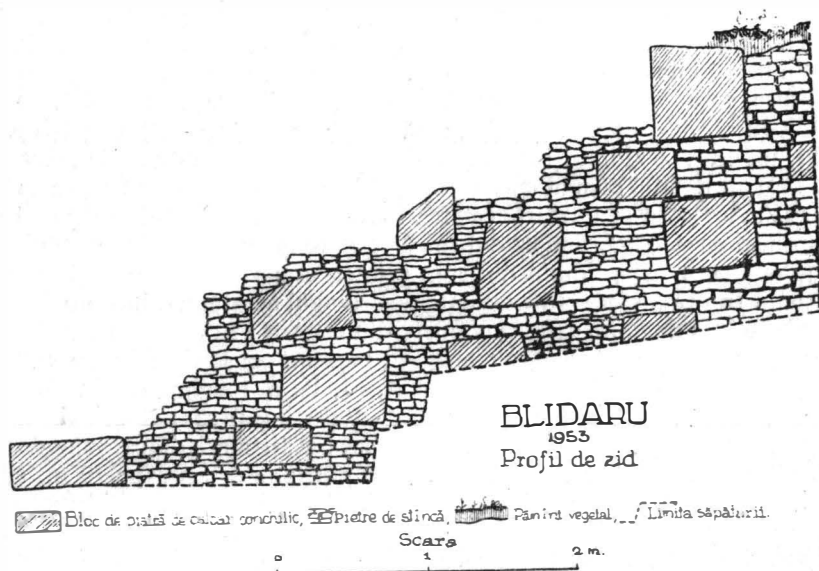 BLIDARU
1953
Profil de zid
Bloc de piatră de calcar conchilic, Pietre de stîncă, Pămînt vegetal, Limita săpăturii.
Scara
0 1 2 m.